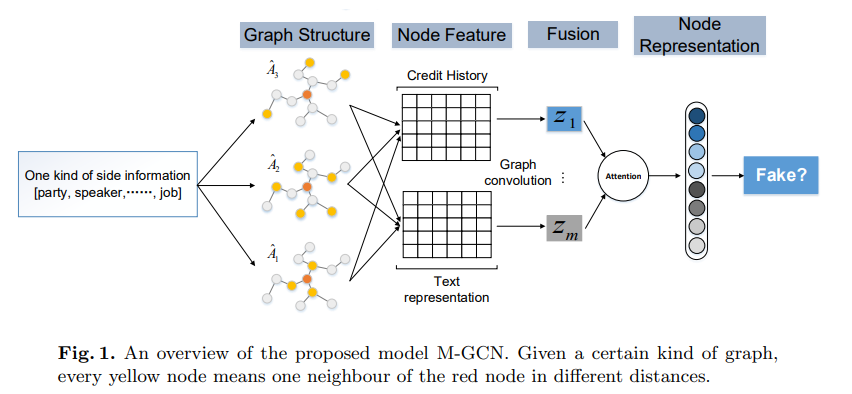 Graph Structure
Node Feature
Fusion
Node
Representation
Â3
Credit History
One kind of side information
[party, speaker,……, job]
Â2
Z1
Graph
convolution
⋮
Attention
Fake?
Zm
Â1
Text
representation
Fig. 1. An overview of the proposed model M-GCN. Given a certain kind of graph,
every yellow node means one neighbour of the red node in different distances.